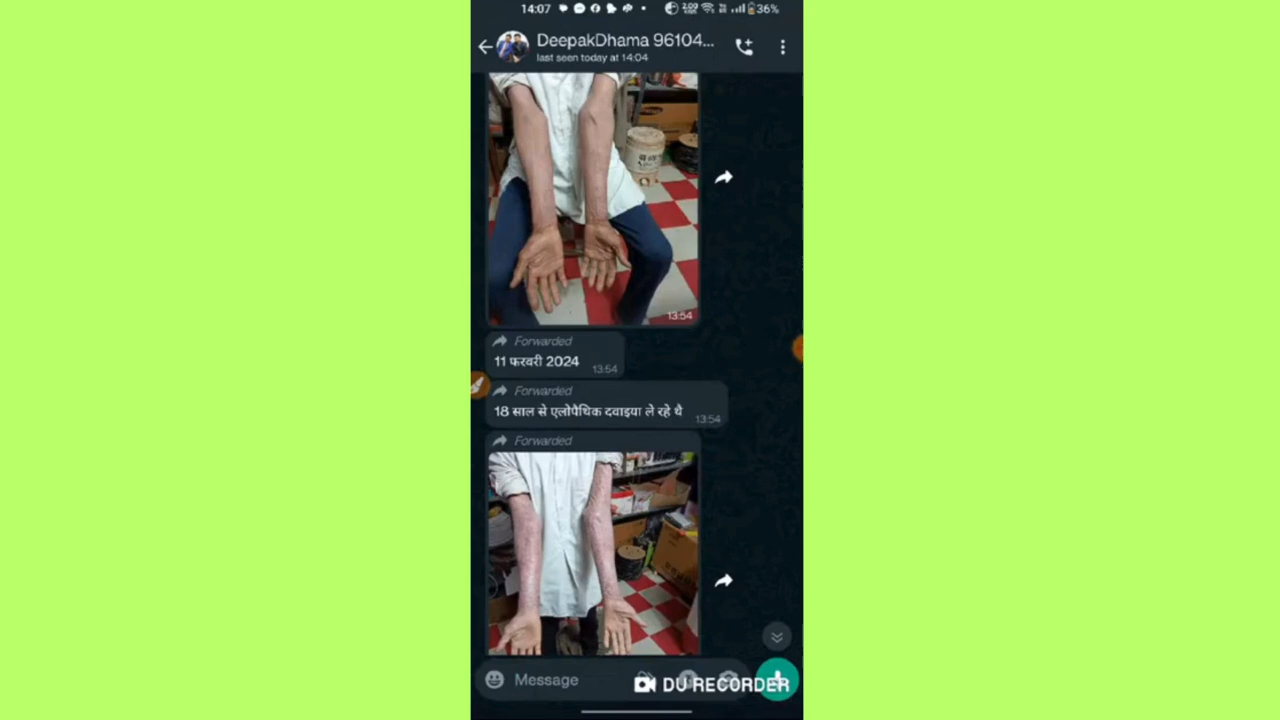 14:07
36%
DeepakDhama 96104...
last seen today at 14:04
13:54
Forwarded
11 फरवरी 2024
13:54
Forwarded
18 साल से एलोपैथिक दवाइया ले रहे थै
13:54
Forwarded
Message
DU RECORDER